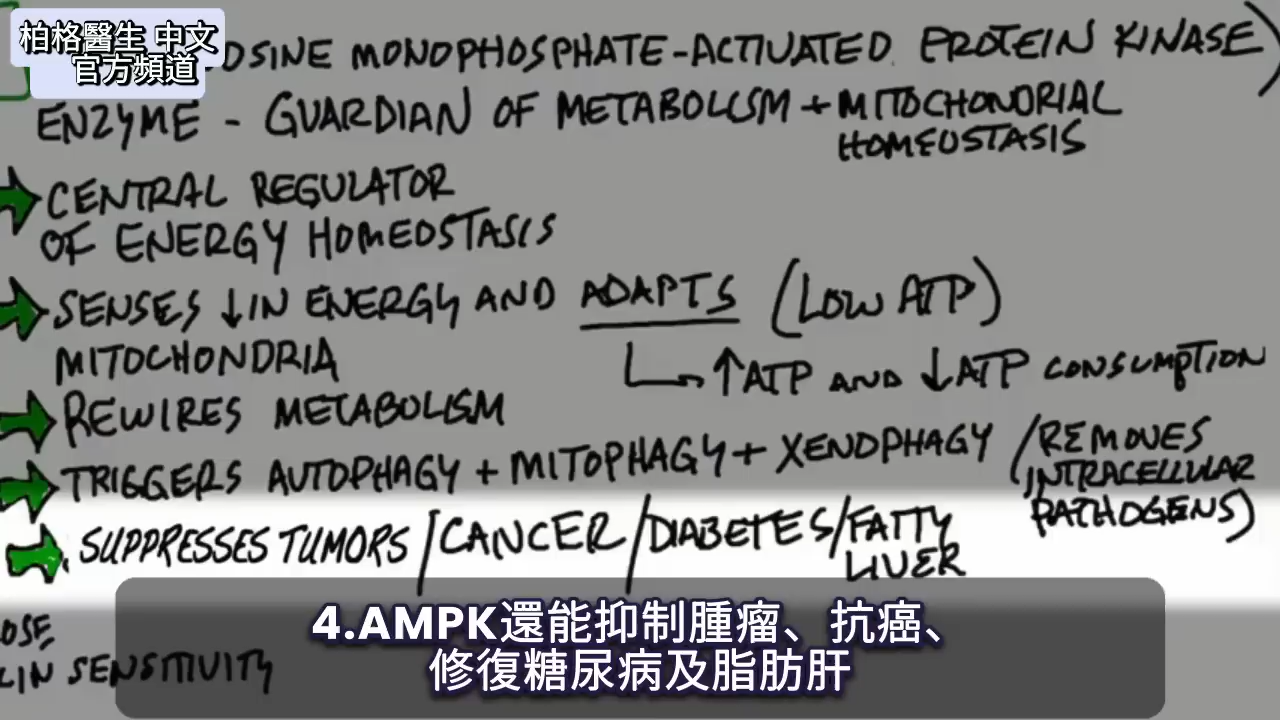 柏格醫生 中文
官方頻道
OSINE MONOPHOSPHATE-ACTIVATED PROTEIN KINASE)
ENZYME - GUARDIAN OF METABOLISM + MITOCHONDRIAL
HOMEOSTASIS
CENTRAL REGULATOR
OF ENERGY HOMEOSTASIS
SENSES ↓ IN ENERGY AND ADAPTS (LOW ATP)
MITOCHONDRIA
↑ATP AND ↓ATP CONSUMPTION
REWIRES METABOLISM
TRIGGERS AUTOPHAGY + MITOPHAGY + XENOPHAGY (REMOVES
INTRACELLULAR
PATHOGENS)
SUPPRESSES TUMORS / CANCER / DIABETES / FATTY
LIVER
OSE
LIN SENSITIVITY
4.AMPK還能抑制腫瘤、抗癌、
修復糖尿病及脂肪肝